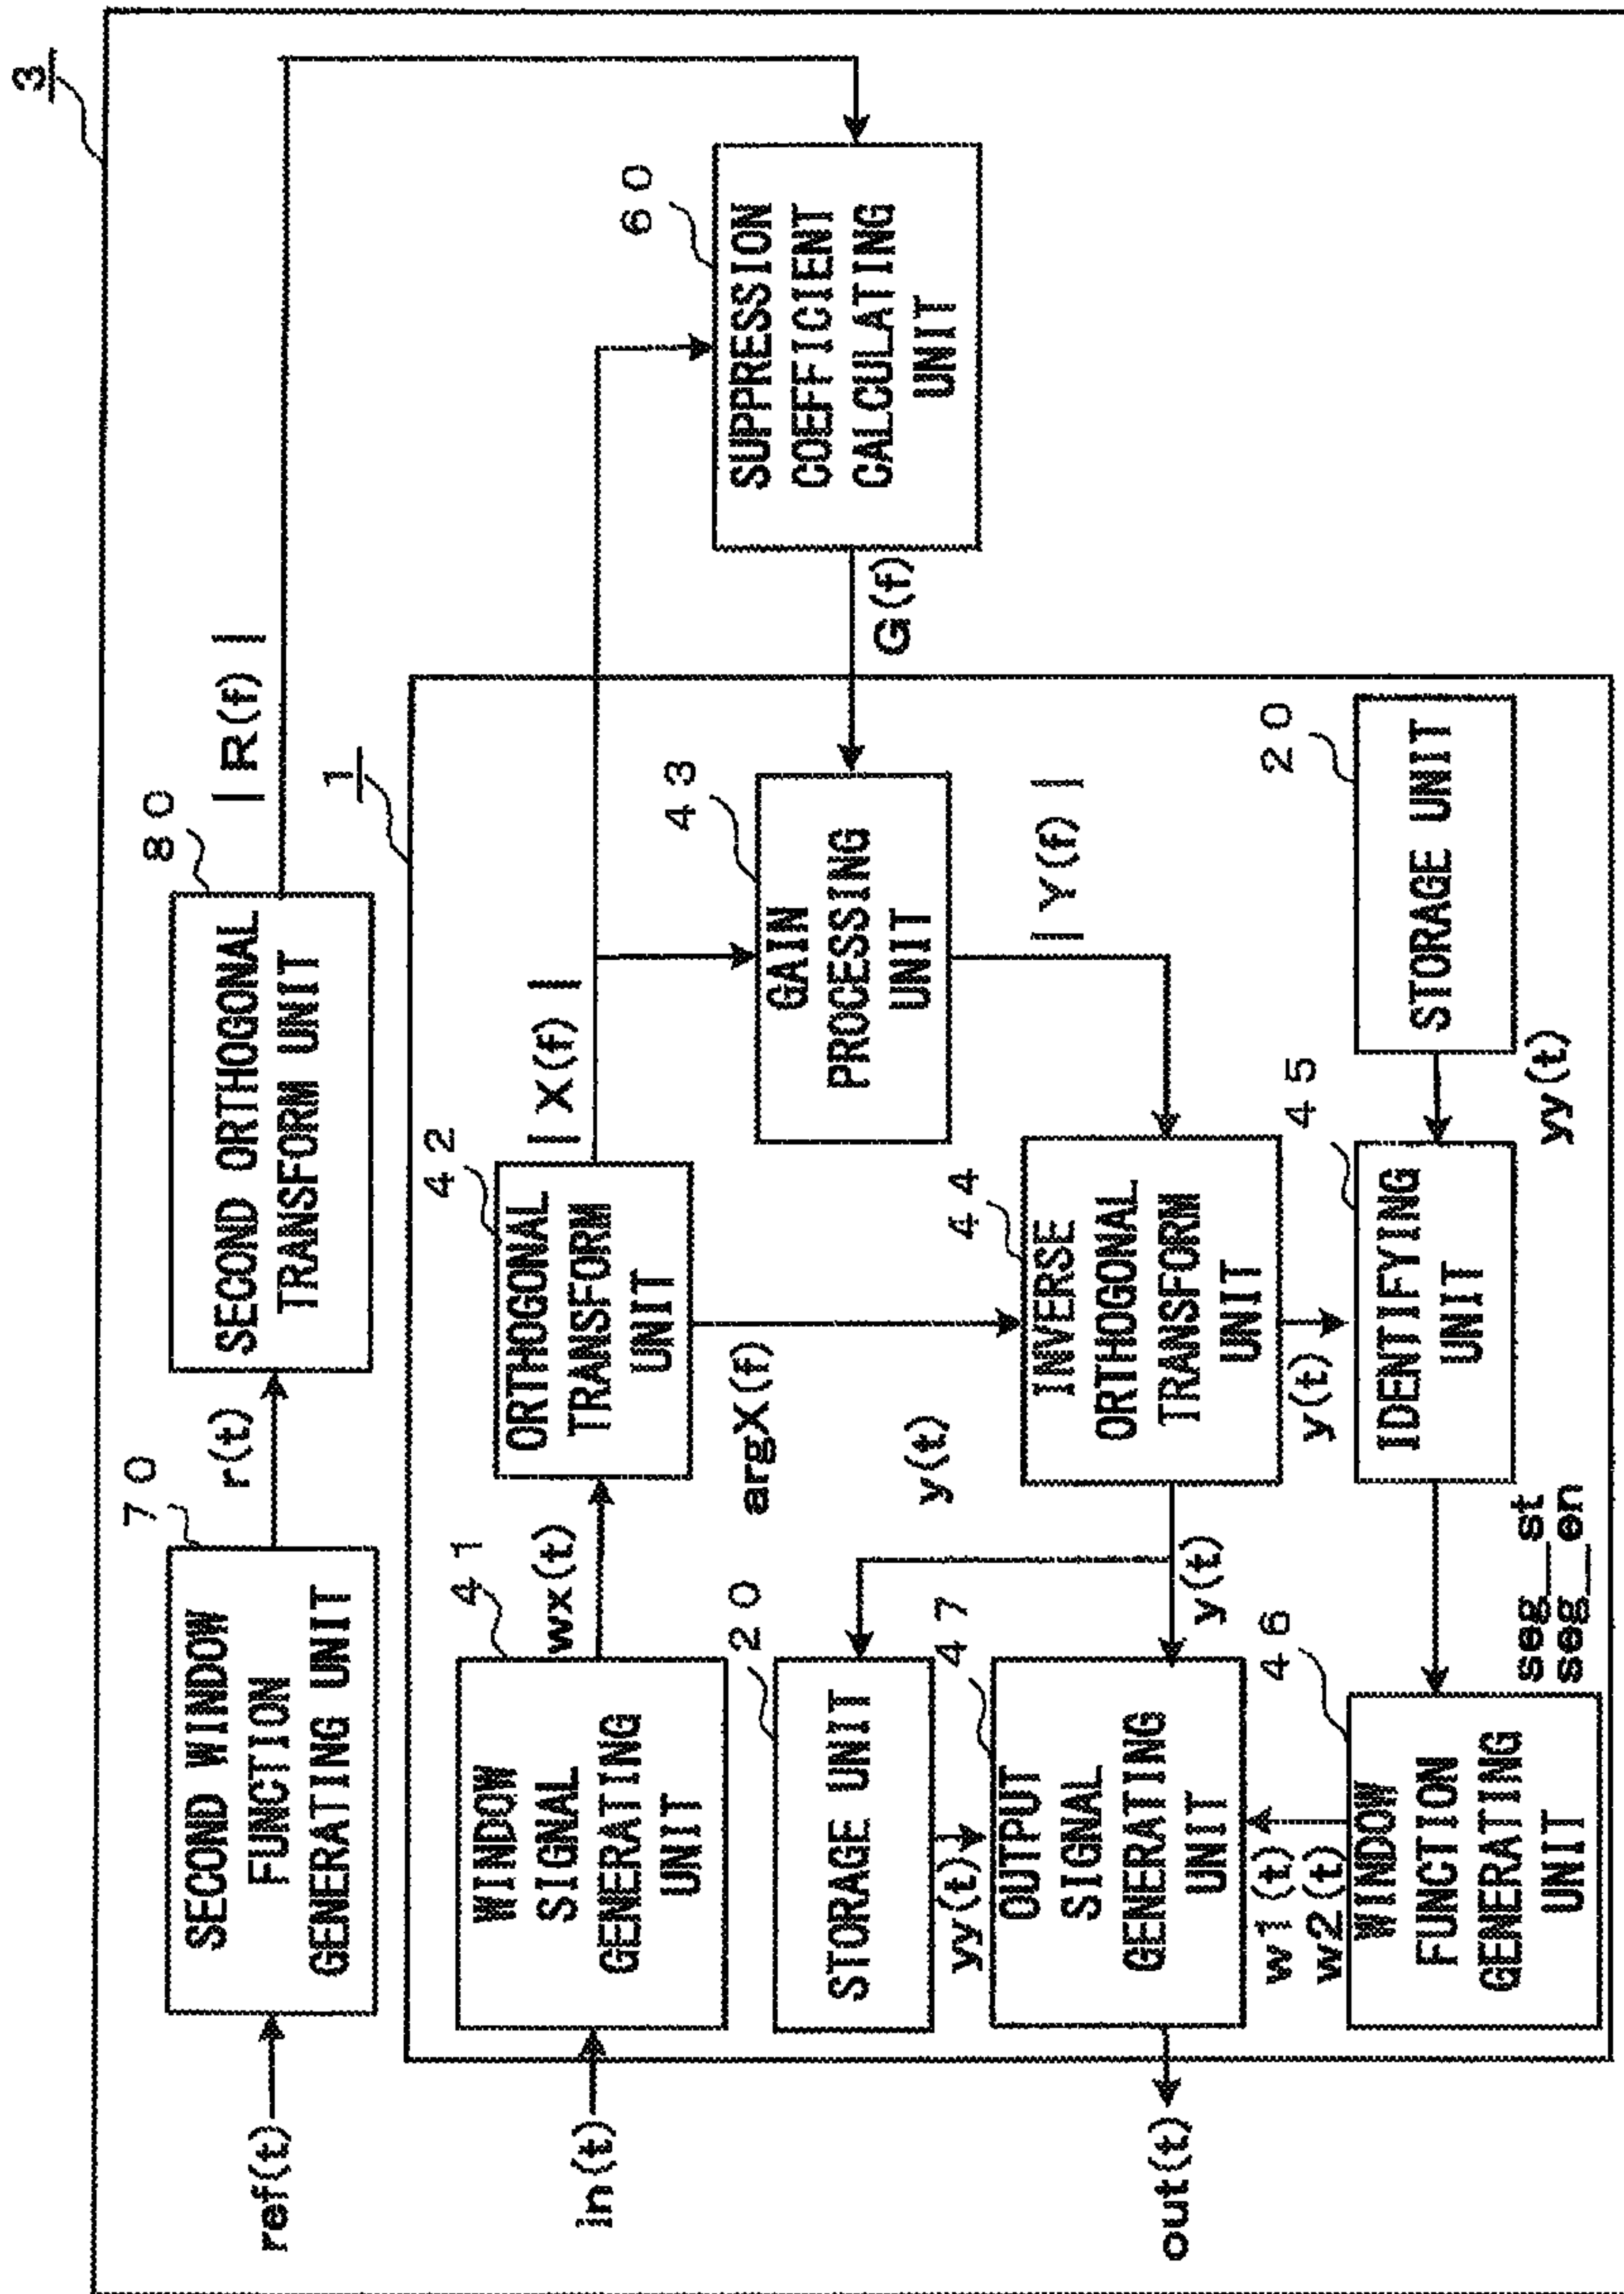 3
ref(t)
70
SECOND WINDOW
FUNCTION
GENERATING UNIT
r(t)
80
SECOND ORTHOGONAL
TRANSFORM UNIT
|R(f)|
1
in(t)
WINDOW
SIGNAL
GENERATING
UNIT
41
wx(t)
42
ORTHOGONAL
TRANSFORM
UNIT
|X(f)|
argX(f)
60
SUPPRESSION
COEFFICIENT
CALCULATING
UNIT
G(f)
43
GAIN
PROCESSING
UNIT
|Y(f)|
20
STORAGE UNIT
yy(t)
y(t)
44
INVERSE
ORTHOGONAL
TRANSFORM
UNIT
y(t)
47
OUTPUT
SIGNAL
GENERATING
UNIT
out(t)
y(t)
20
STORAGE UNIT
yy(t)
45
IDENTIFYING
UNIT
seg_st
seg_en
46
WINDOW
FUNCTION
GENERATING
UNIT
w1(t)
w2(t)